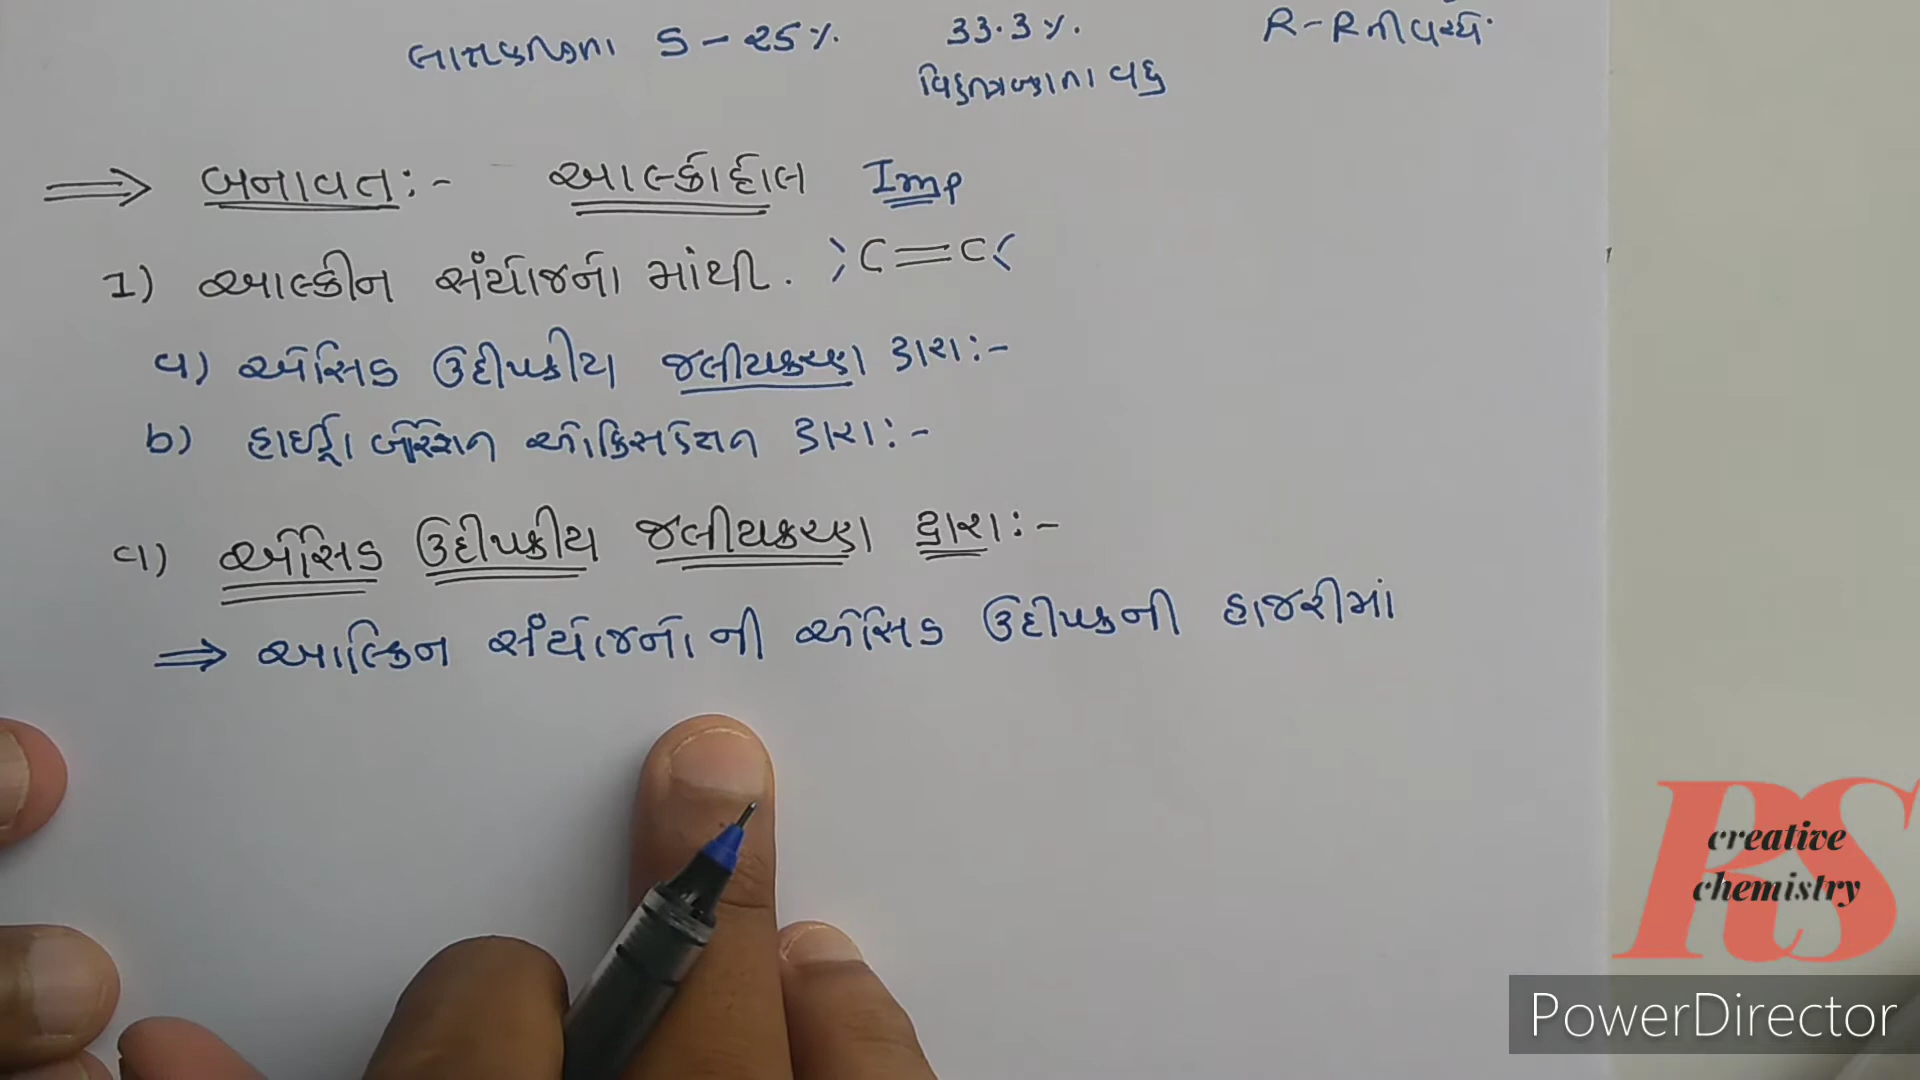 લાક્ષણિકતા S - 25% 33.3% R-R ની વચ્ચે
વિદ્યુતઋણતા વધુ
⇒ બનાવટ:- આલ્કોહોલ Imp
1) આલ્કીન સંયોજનો માંથી. >C=C<
a) એસિડ ઉદ્દીપકીય જલીયકરણ દ્વારા:-
b) હાઈડ્રો બોરેશન ઓક્સિડેશન દ્વારા:-
a) એસિડ ઉદ્દીપકીય જલીયકરણ દ્વારા:-
⇒ આલ્કિન સંયોજનો ની એસિડ ઉદ્દીપકની હાજરીમાં
RS
creative
chemistry
PowerDirector